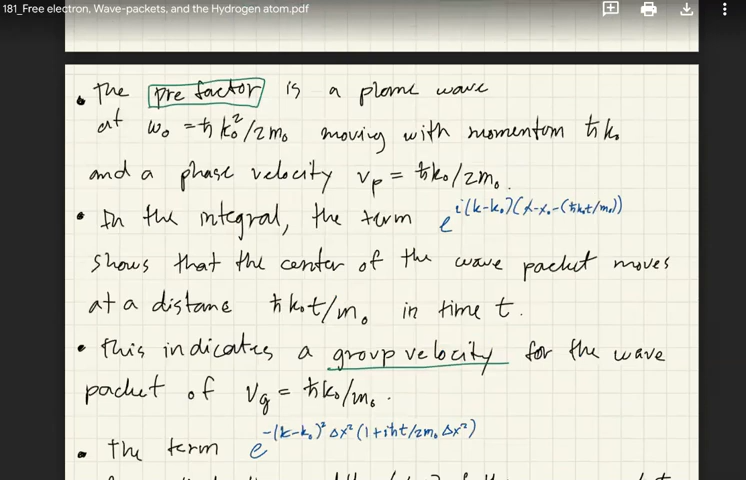 181_Free electron, Wave-packets, and the Hydrogen atom.pdf
• The pre factor is a plane wave
at ω₀ = ħk₀²/2m₀ moving with momentum ħk₀
and a phase velocity vₚ = ħk₀/2m₀.
• In the integral, the term e^{i(k-k₀)(x-x₀-(ħk₀t/m₀))}
shows that the center of the wave packet moves
at a distance ħk₀t/m₀ in time t.
• this indicates a group velocity for the wave
packet of v_g = ħk₀/m₀.
• the term e^{-(k-k₀)²Δx²(1+iħt/2m₀Δx²)}